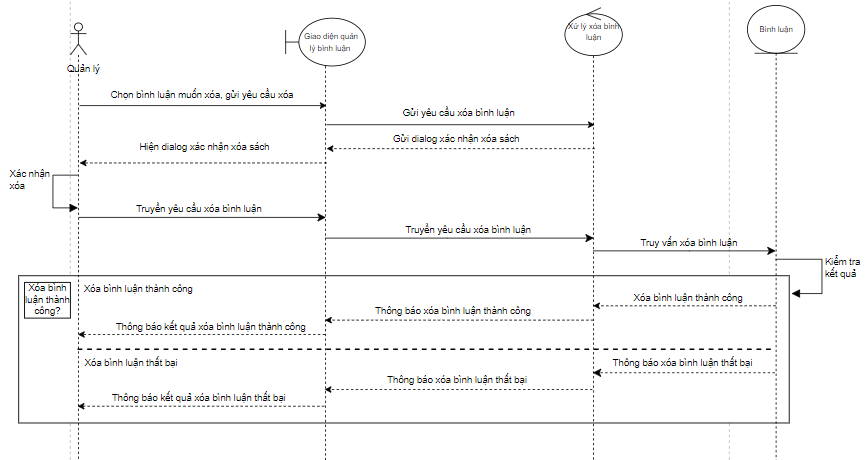 Giao diện quản
lý bình luận
Xử lý xóa bình
luận
Bình luận
Quản lý
Chọn bình luận muốn xóa, gửi yêu cầu xóa
Gửi yêu cầu xóa bình luận
Gửi dialog xác nhận xóa sách
Hiện dialog xác nhận xóa sách
Xác nhận
xóa
Truyền yêu cầu xóa bình luận
Truyền yêu cầu xóa bình luận
Truy vấn xóa bình luận
Kiểm tra
kết quả
Xóa bình
luận thành
công?
Xóa bình luận thành công
Xóa bình luận thành công
Thông báo xóa bình luận thành công
Thông báo kết quả xóa bình luận thành công
Xóa bình luận thất bại
Thông báo xóa bình luận thất bại
Thông báo xóa bình luận thất bại
Thông báo kết quả xóa bình luận thất bại